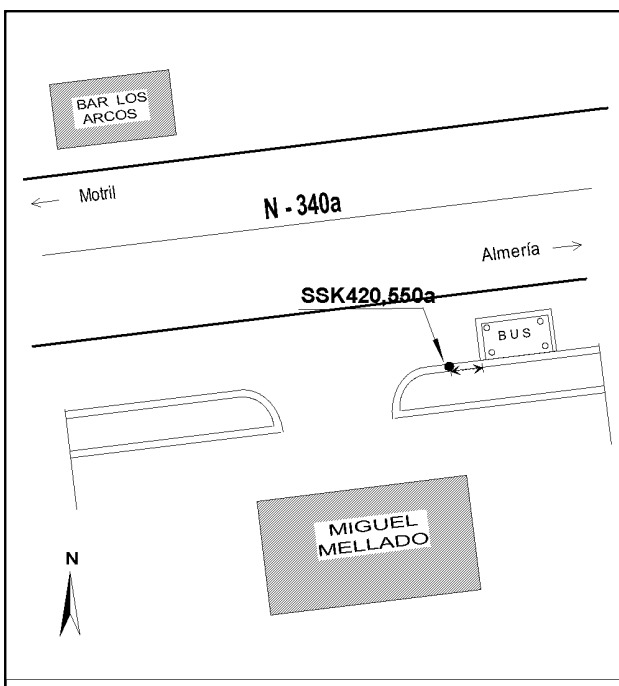 BAR LOS
ARCOS
Motril
N - 340a
Almería
SSK420,550a
BUS
MIGUEL
MELLADO
N